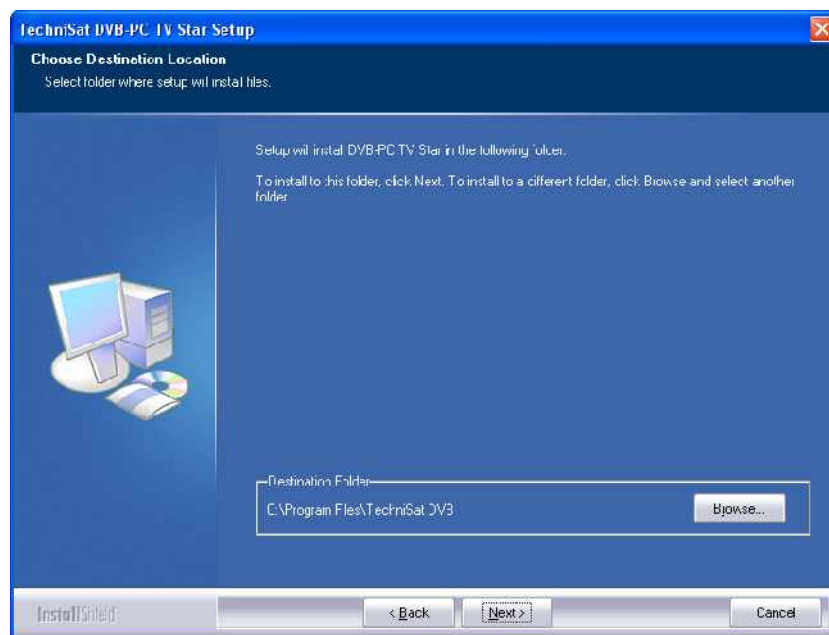 TechniSat DVB-PC TV Star Setup
Choose Destination Location
Select folder where setup will install files.
Setup will install DVB-PC TV Star in the following folder.
To install to this folder, click Next. To install to a different folder, click Browse and select another
folder
Destination Folder
C:\Program Files\TechniSat DVB
Browse...
InstallShield
< Back
Next >
Cancel